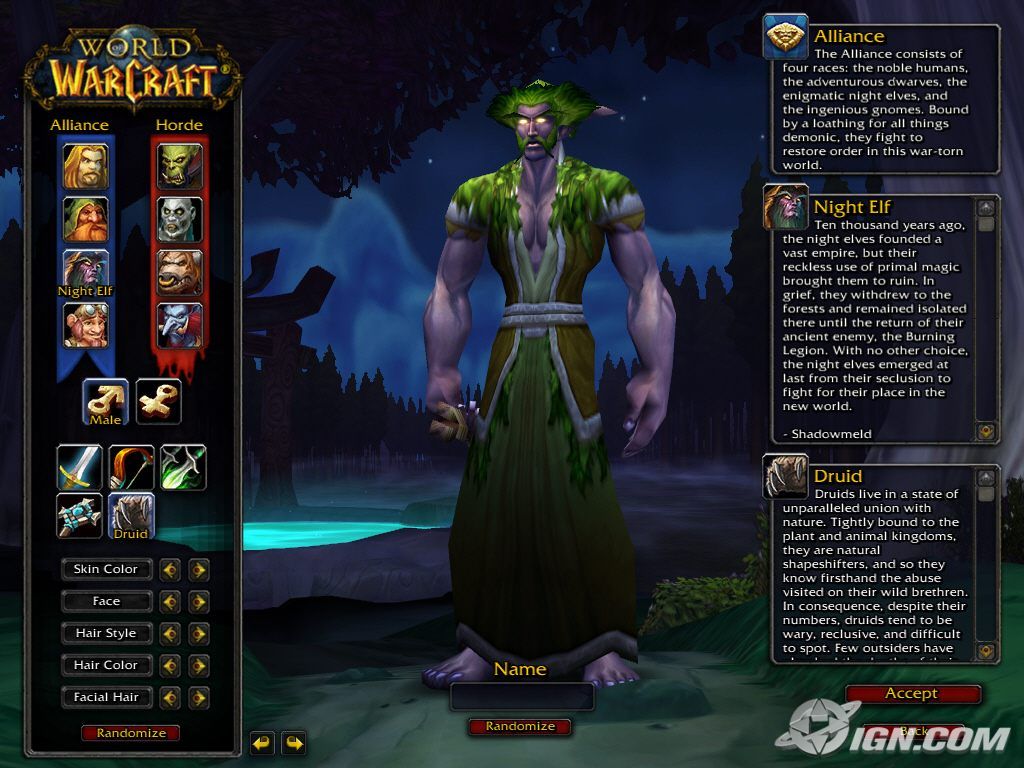 WORLD
OF
WARCRAFT®
Alliance
Horde
Night Elf
Male
Druid
Skin Color
Face
Hair Style
Hair Color
Facial Hair
Randomize
Name
Randomize
Alliance
The Alliance consists of
four races: the noble humans,
the adventurous dwarves, the
enigmatic night elves, and
the ingenious gnomes. Bound
by a loathing for all things
demonic, they fight to
restore order in this war-torn
world.
Night Elf
Ten thousand years ago,
the night elves founded a
vast empire, but their
reckless use of primal magic
brought them to ruin. In
grief, they withdrew to the
forests and remained isolated
there until the return of their
ancient enemy, the Burning
Legion. With no other choice,
the night elves emerged at
last from their seclusion to
fight for their place in the
new world.
- Shadowmeld
Druid
Druids live in a state of
unparalleled union with
nature. Tightly bound to the
plant and animal kingdoms,
they are natural
shapeshifters, and so they
know firsthand the abuse
visited on their wild brethren.
In consequence, despite their
numbers, druids tend to be
wary, reclusive, and difficult
to spot. Few outsiders have
Accept
Back
IGN.COM